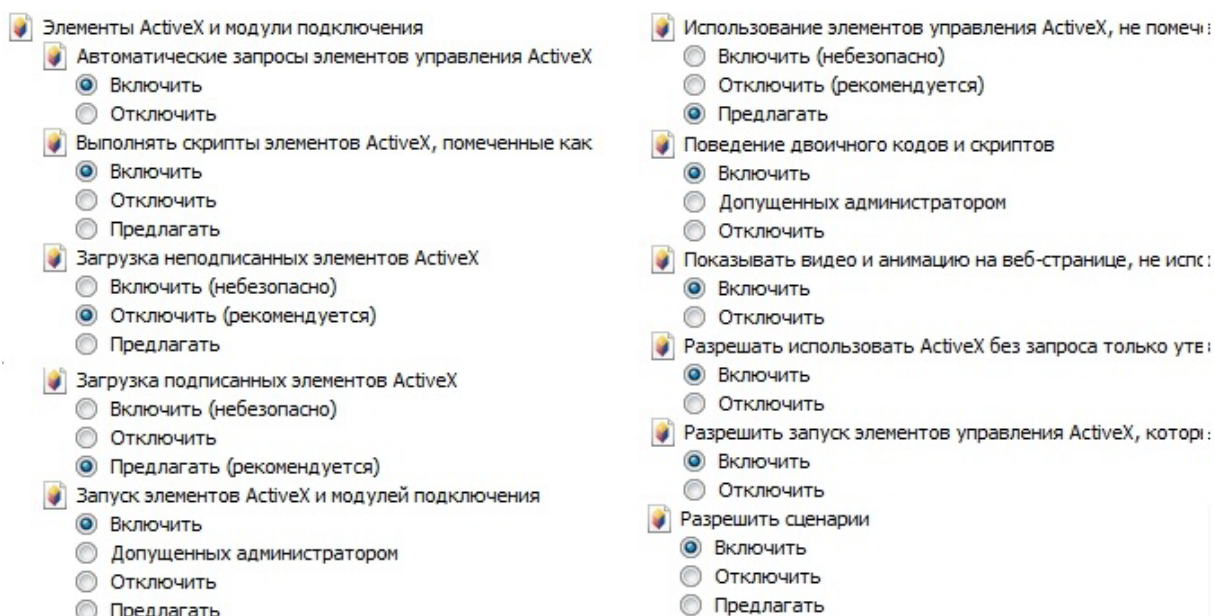 Элементы ActiveX и модули подключения
Автоматические запросы элементов управления ActiveX
Включить
Отключить
Выполнять скрипты элементов ActiveX, помеченные как
Включить
Отключить
Предлагать
Загрузка неподписанных элементов ActiveX
Включить (небезопасно)
Отключить (рекомендуется)
Предлагать
Загрузка подписанных элементов ActiveX
Включить (небезопасно)
Отключить
Предлагать (рекомендуется)
Запуск элементов ActiveX и модулей подключения
Включить
Допущенных администратором
Отключить
Предлагать
Использование элементов управления ActiveX, не
Включить (небезопасно)
Отключить (рекомендуется)
Предлагать
Поведение двоичного кодов и скриптов
Включить
Допущенных администратором
Отключить
Показывать видео и анимацию на веб-странице, не
Включить
Отключить
Разрешать использовать ActiveX без запроса только
Включить
Отключить
Разрешить запуск элементов управления ActiveX,
Включить
Отключить
Разрешить сценарии
Включить
Отключить
Предлагать